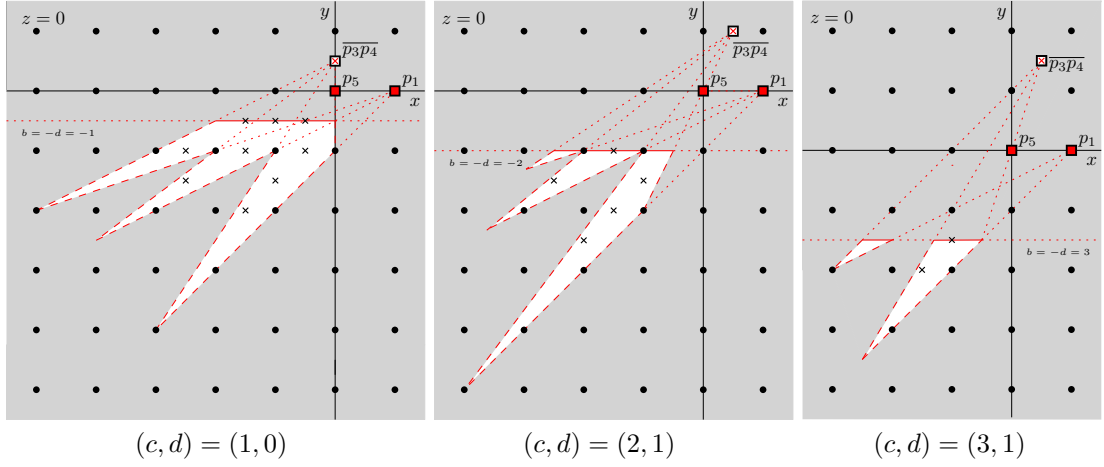 z = 0
y
p₃p₄
p₅
p₁
x
b = −d = −1
(c, d) = (1, 0)
z = 0
y
p₃p₄
p₅
p₁
x
b = −d = −2
(c, d) = (2, 1)
z = 0
y
p₃p₄
p₅
p₁
x
b = −d = 3
(c, d) = (3, 1)